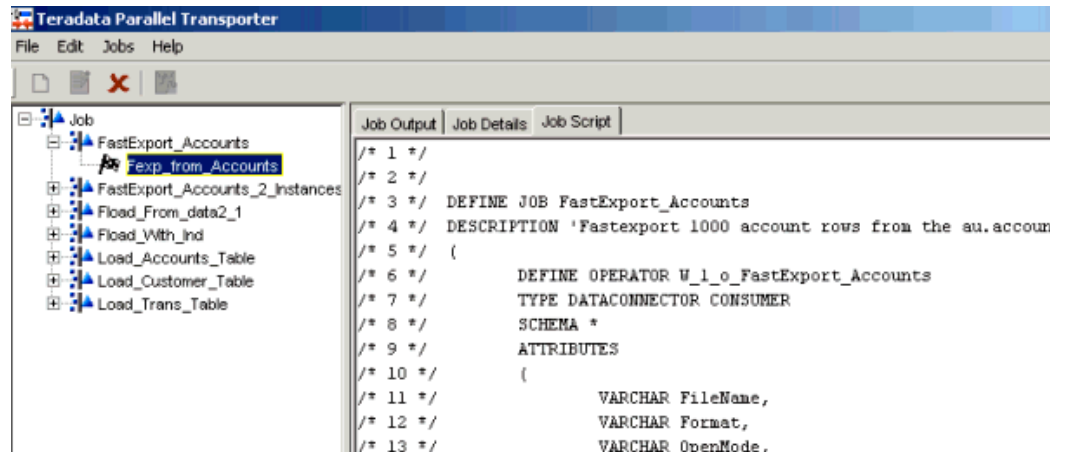 Teradata Parallel Transporter
File Edit Jobs Help
Job
FastExport_Accounts
Fexp_from_Accounts
FastExport_Accounts_2_Instances
Fload_From_data2_1
Fload_With_Ind
Load_Accounts_Table
Load_Customer_Table
Load_Trans_Table
Job Output Job Details Job Script
/* 1 */
/* 2 */
/* 3 */ DEFINE JOB FastExport_Accounts
/* 4 */ DESCRIPTION 'Fastexport 1000 account rows from the au.accoun
/* 5 */ (
/* 6 */ DEFINE OPERATOR W_1_o_FastExport_Accounts
/* 7 */ TYPE DATACONNECTOR CONSUMER
/* 8 */ SCHEMA *
/* 9 */ ATTRIBUTES
/* 10 */ (
/* 11 */ VARCHAR FileName,
/* 12 */ VARCHAR Format,
/* 13 */ VARCHAR OpenMode,